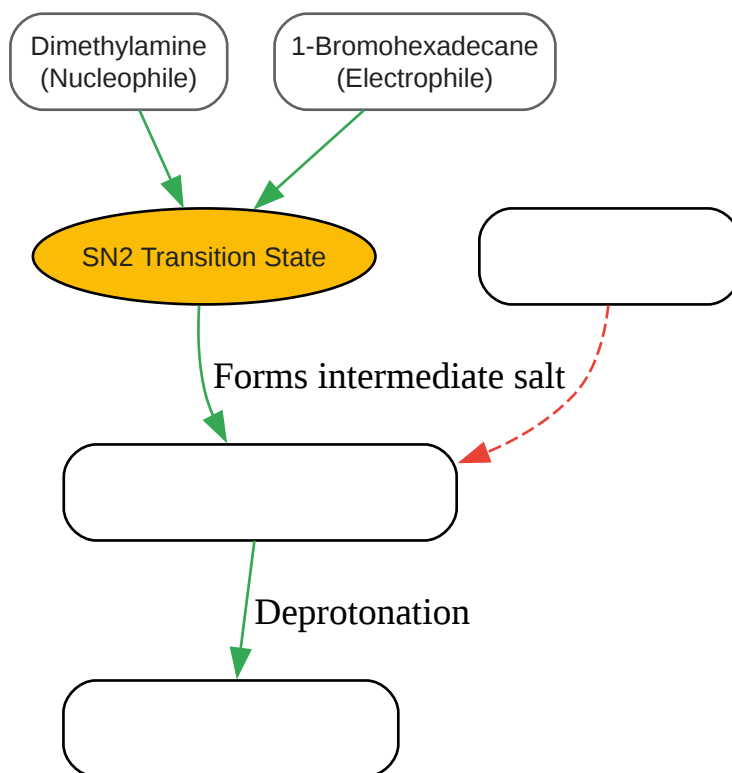 Dimethylamine
(Nucleophile)
1-Bromohexadecane
(Electrophile)
SN2 Transition State
Forms intermediate salt
Deprotonation